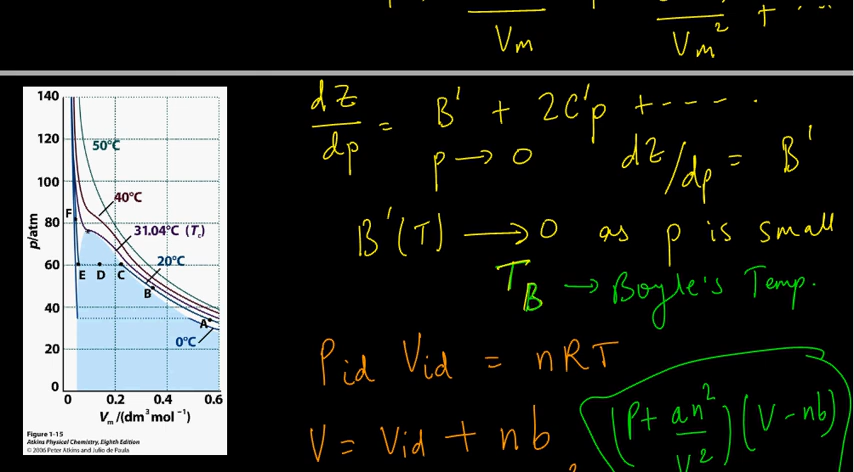 Vm Vm² + ....
dZ/dp = B' + 2C'p + - - - - .
p → 0 dZ/dp = B'
B'(T) → 0 as p is small
T_B → Boyle's Temp.
Pid Vid = nRT
V = Vid + nb
(P + an²/V²)(V - nb)
140
120
100
80
60
40
20
0
p/atm
50°C
40°C
31.04°C (Tc)
20°C
0°C
F
E D C
B
A
0 0.2 0.4 0.6
Vm/(dm³ mol⁻¹)
Figure 1-15
Atkins Physical Chemistry, Eighth Edition
© 2006 Peter Atkins and Julio de Paula